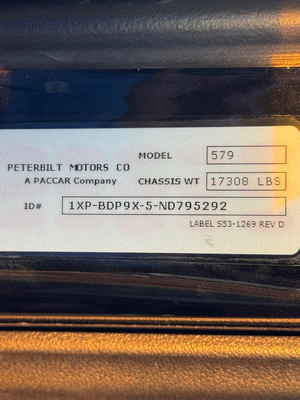 MODEL 579
PETERBILT MOTORS CO
A PACCAR Company CHASSIS WT 17308 LBS
ID# 1XP-BDP9X-5-ND795292
LABEL S53-1269 REV D